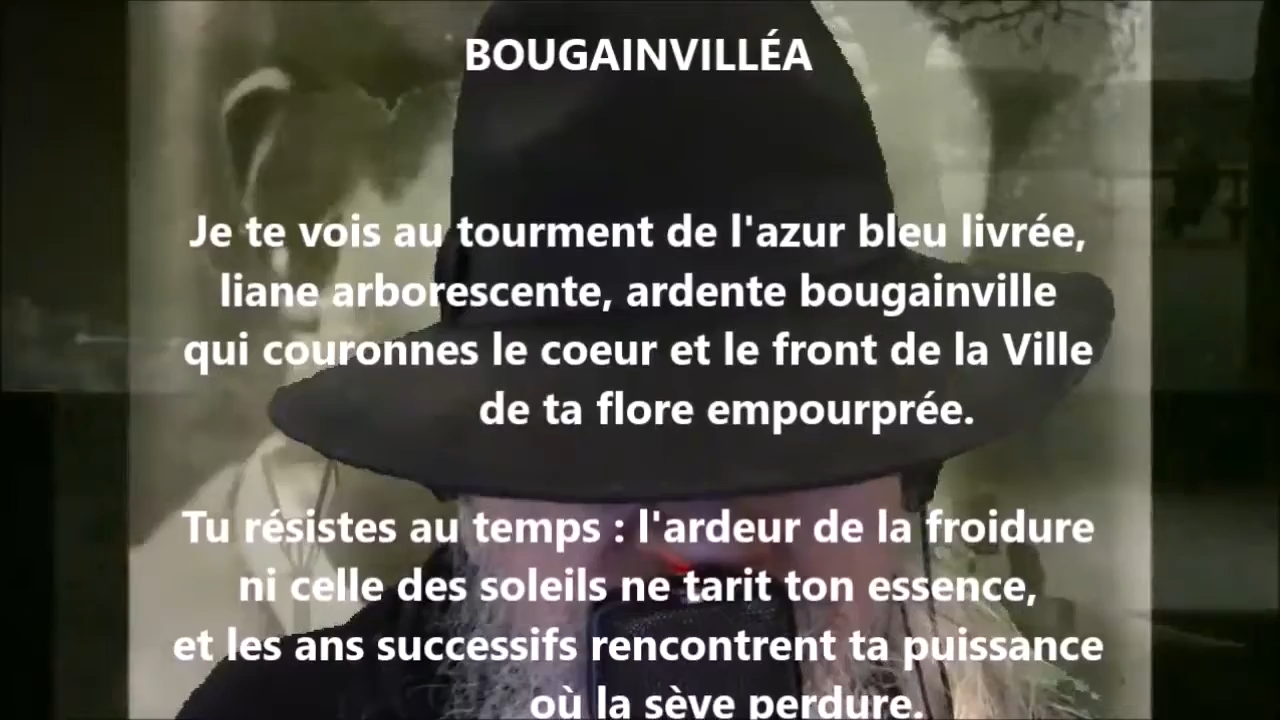 BOUGAINVILLÉA
Je te vois au tourment de l'azur bleu livrée,
liane arborescente, ardente bougainville
qui couronnes le coeur et le front de la Ville
de ta flore empourprée.
Tu résistes au temps : l'ardeur de la froidure
ni celle des soleils ne tarit ton essence,
et les ans successifs rencontrent ta puissance
où la sève perdure.